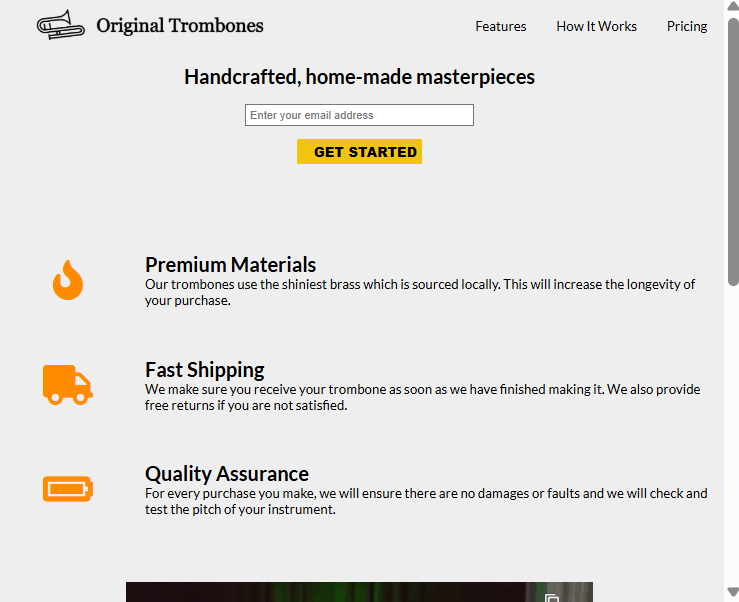 Original Trombones
Features
How It Works
Pricing
Handcrafted, home-made masterpieces
Enter your email address
GET STARTED
Premium Materials
Our trombones use the shiniest brass which is sourced locally. This will increase the longevity of
your purchase.
Fast Shipping
We make sure you receive your trombone as soon as we have finished making it. We also provide
free returns if you are not satisfied.
Quality Assurance
For every purchase you make, we will ensure there are no damages or faults and we will check and
test the pitch of your instrument.